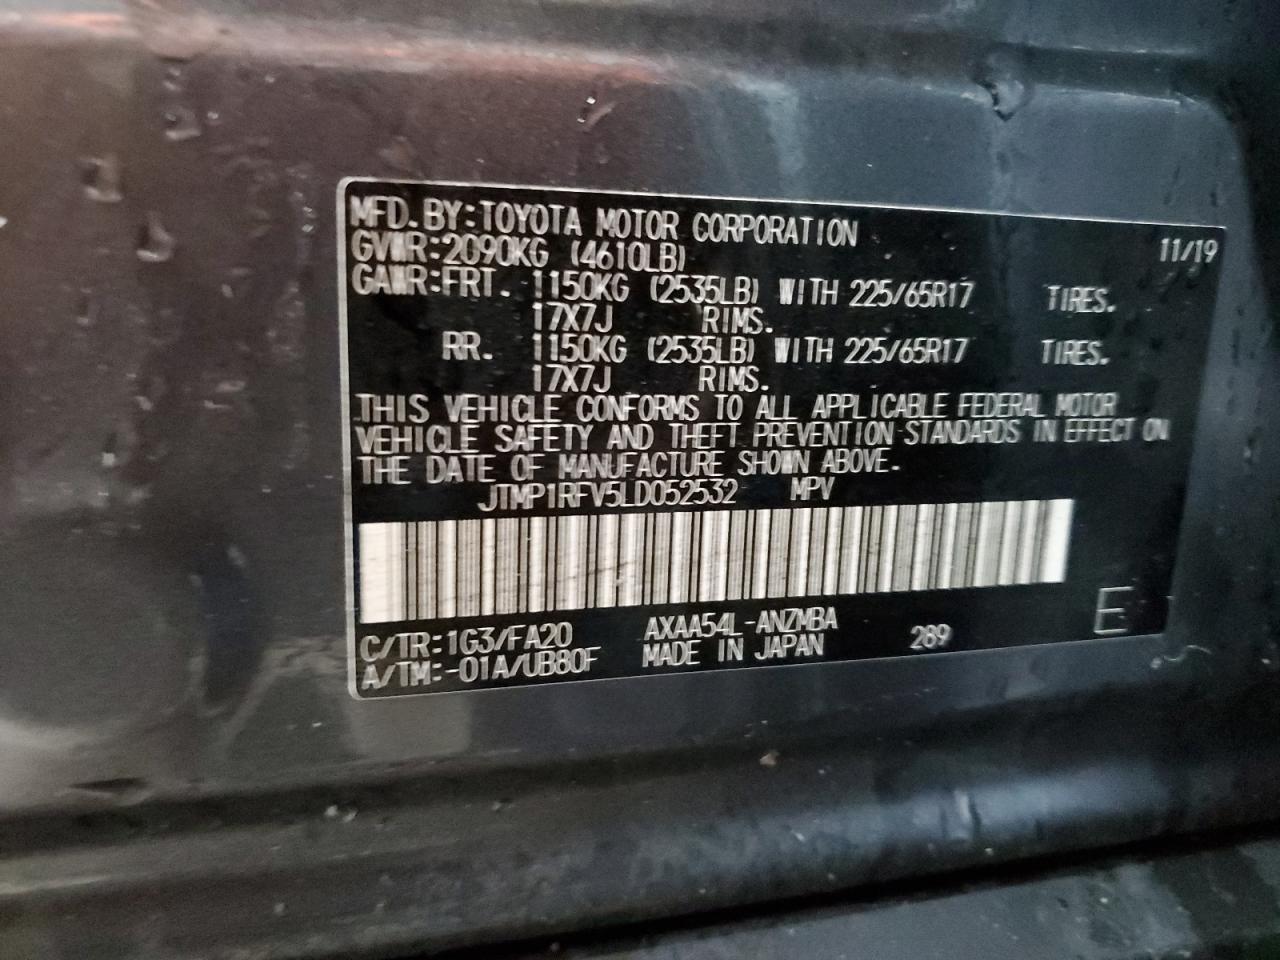 MFD. BY: TOYOTA MOTOR CORPORATION 11/19
GVWR: 2090KG (4610LB)
GAWR: FRT. 1150KG (2535LB) WITH 225/65R17 TIRES.
17X7J RIMS.
RR. 1150KG (2535LB) WITH 225/65R17 TIRES.
17X7J RIMS.
THIS VEHICLE CONFORMS TO ALL APPLICABLE FEDERAL MOTOR
VEHICLE SAFETY AND THEFT PREVENTION STANDARDS IN EFFECT ON
THE DATE OF MANUFACTURE SHOWN ABOVE.
JTMP1RFV5LD052532 MPV
C/TR: 1G3/FA20 AXAA54L-ANZMBA 289 E
A/TM: -01A/UB80F MADE IN JAPAN